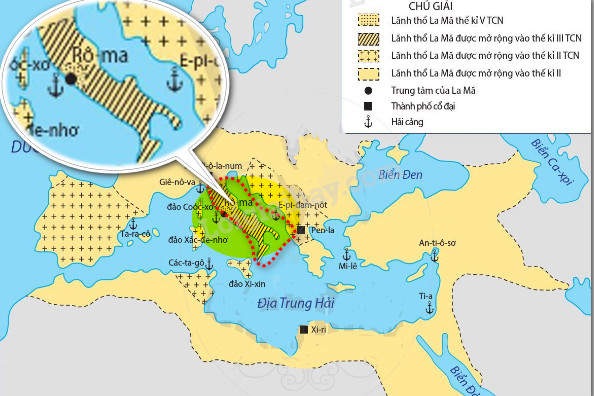 CHÚ GIẢI
Lãnh thổ La Mã thế kỉ V TCN
Lãnh thổ La Mã được mở rộng vào thế kỉ III TCN
Lãnh thổ La Mã được mở rộng vào thế kỉ II TCN
Lãnh thổ La Mã được mở rộng vào thế kỉ II
Trung tâm của La Mã
Thành phố cổ đại
Hải cảng
Rô-ma
óc-xơ
E-pi-
đe-nhơ
Biển Ca-xpi
Biển Đen
ô-la-num
Giê-nô-va
đảo Coóc-xơ
Rô-ma
E-pi-đam-nốt
Pen-la
Ta-ra-cô
đảo Xác-đe-nhơ
Các-ta-gô
đảo Xi-xin
Mi-lê
An-ti-ô-sơ
Ti-a
Địa Trung Hải
Xi-ri
Biển Đỏ